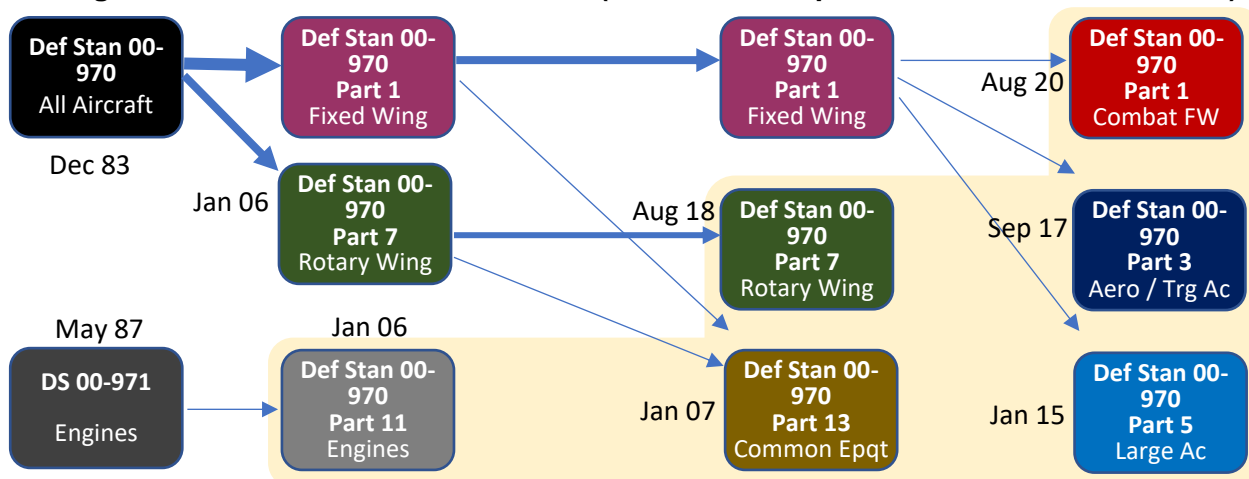 Def Stan 00-
970
All Aircraft
Dec 83
Def Stan 00-
970
Part 1
Fixed Wing
Def Stan 00-
970
Part 1
Fixed Wing
Aug 20
Def Stan 00-
970
Part 1
Combat FW
Jan 06
Def Stan 00-
970
Part 7
Rotary Wing
Aug 18
Def Stan 00-
970
Part 7
Rotary Wing
Sep 17
Def Stan 00-
970
Part 3
Aero / Trg Ac
May 87
DS 00-971
Engines
Jan 06
Def Stan 00-
970
Part 11
Engines
Jan 07
Def Stan 00-
970
Part 13
Common Epqt
Jan 15
Def Stan 00-
970
Part 5
Large Ac